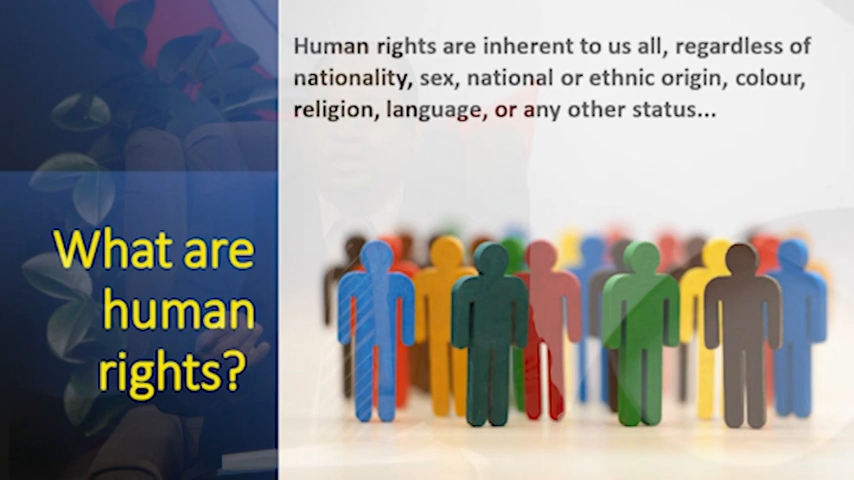 Human rights are inherent to us all, regardless of
nationality, sex, national or ethnic origin, colour,
religion, language, or any other status...
What are
human
rights?